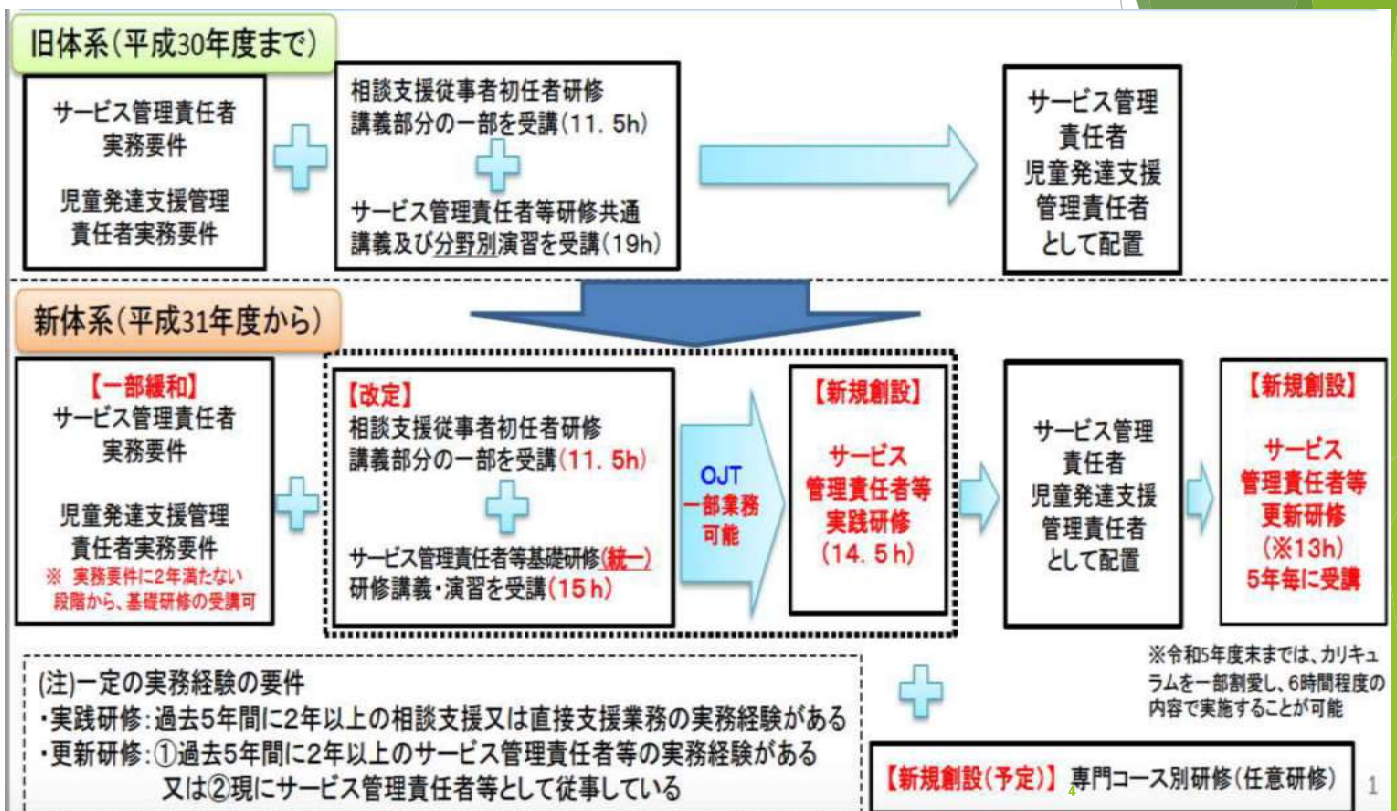 旧体系(平成30年度まで)
サービス管理責任者
実務要件
児童発達支援管理
責任者実務要件
相談支援従事者初任者研修
講義部分の一部を受講(11.5h)
サービス管理責任者等研修共通
講義及び分野別演習を受講(19h)
サービス管理
責任者
児童発達支援
管理責任者
として配置
新体系(平成31年度から)
【一部緩和】
サービス管理責任者
実務要件
児童発達支援管理
責任者実務要件
※ 実務要件に2年満たない
段階から、基礎研修の受講可
【改定】
相談支援従事者初任者研修
講義部分の一部を受講(11.5h)
サービス管理責任者等基礎研修(統一)
研修講義・演習を受講(15h)
OJT
一部業務
可能
【新規創設】
サービス
管理責任者等
実践研修
(14.5h)
サービス管理
責任者
児童発達支援
管理責任者
として配置
【新規創設】
サービス
管理責任者等
更新研修
(※13h)
5年毎に受講
※令和5年度末までは、カリキュ
ラムを一部割愛し、6時間程度の
内容で実施することが可能
(注)一定の実務経験の要件
・実践研修:過去5年間に2年以上の相談支援又は直接支援業務の実務経験がある
・更新研修:①過去5年間に2年以上のサービス管理責任者等の実務経験がある
又は②現にサービス管理責任者等として従事している
【新規創設(予定)】専門コース別研修(任意研修)
4
1